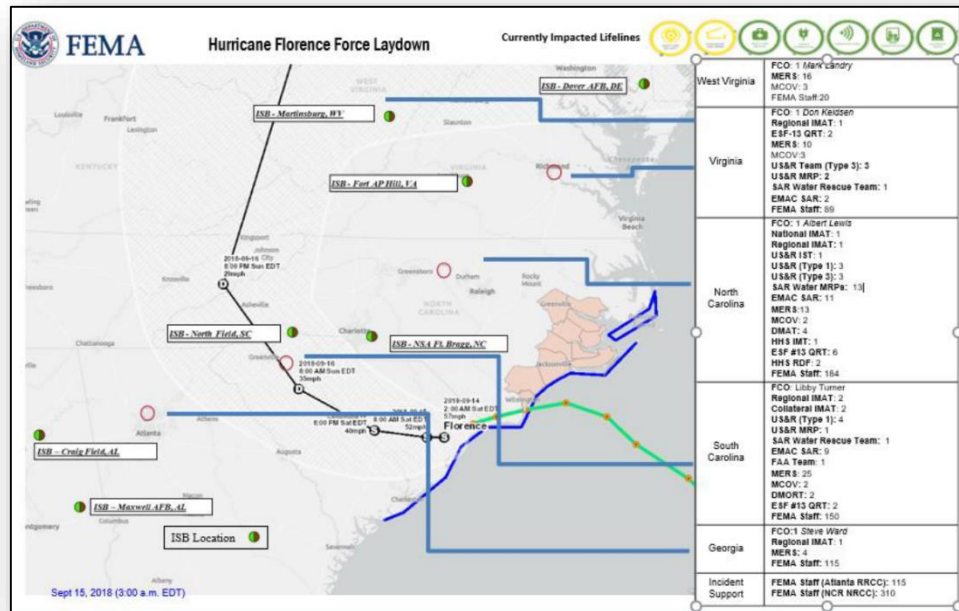 FEMA
Hurricane Florence Force Laydown
Currently Impacted Lifelines
Washington
WEST
VIRGINIA
ISB - Dover AFB, DE
ISB - Martinsburg, WV
Louisville
Frankfort
Lexington
Staunton
KENTUCKY
VIRGINIA
Richmond
ISB - Fort AP Hill, VA
Virginia
Beach
Kingsport
Johnson
City
2018-09-16
8:00 PM Sun EDT
29mph
Knoxville
Greensboro
Durham
Rocky
Mount
Raleigh
Asheville
NORTH
CAROLINA
Greenville
ISB - North Field, SC
Charlotte
ISB - NSA Ft. Bragg, NC
Chattanooga
Greenville
Jacksonville
2018-09-16
8:00 AM Sun EDT
35mph
Wilmington
2018-09-14
2:00 AM Sat EDT
57mph
Florence
8:00 AM Sat EDT
52mph
8:00 PM Sat EDT
40mph
Athens
Atlanta
ISB – Craig Field, AL
Augusta
Macon
ISB – Maxwell AFB, AL
Columbus
Charleston
ISB Location
Savannah
Albany
Sept 15, 2018 (3:00 a.m. EDT)
West Virginia
FCO: 1 Mark Landry
MERS: 16
MCOV: 3
FEMA Staff:20
Virginia
FCO: 1 Don Keldsen
Regional IMAT: 1
ESF-13 QRT: 2
MERS: 10
MCOV:3
US&R Team (Type 3): 3
US&R MRP: 2
SAR Water Rescue Team: 1
EMAC SAR: 2
FEMA Staff: 89
North
Carolina
FCO: 1 Albert Lewis
National IMAT: 1
Regional IMAT: 1
US&R IST: 1
US&R (Type 1): 3
US&R (Type 3): 3
SAR Water MRPs: 13
EMAC SAR: 11
MERS:13
MCOV: 2
DMAT: 4
HHS IMT: 1
ESF #13 QRT: 6
HHS RDF: 2
FEMA Staff: 184
South
Carolina
FCO: Libby Turner
Regional IMAT: 2
Collateral IMAT: 2
US&R (Type 1): 4
US&R MRP: 1
SAR Water Rescue Team: 1
EMAC SAR: 9
FAA Team: 1
MERS: 25
MCOV: 2
DMORT: 2
ESF #13 QRT: 2
FEMA Staff: 150
Georgia
FCO:1 Steve Ward
Regional IMAT: 1
MERS: 4
FEMA Staff: 115
Incident
Support
FEMA Staff (Atlanta RRCC): 115
FEMA Staff (NCR NRCC): 310